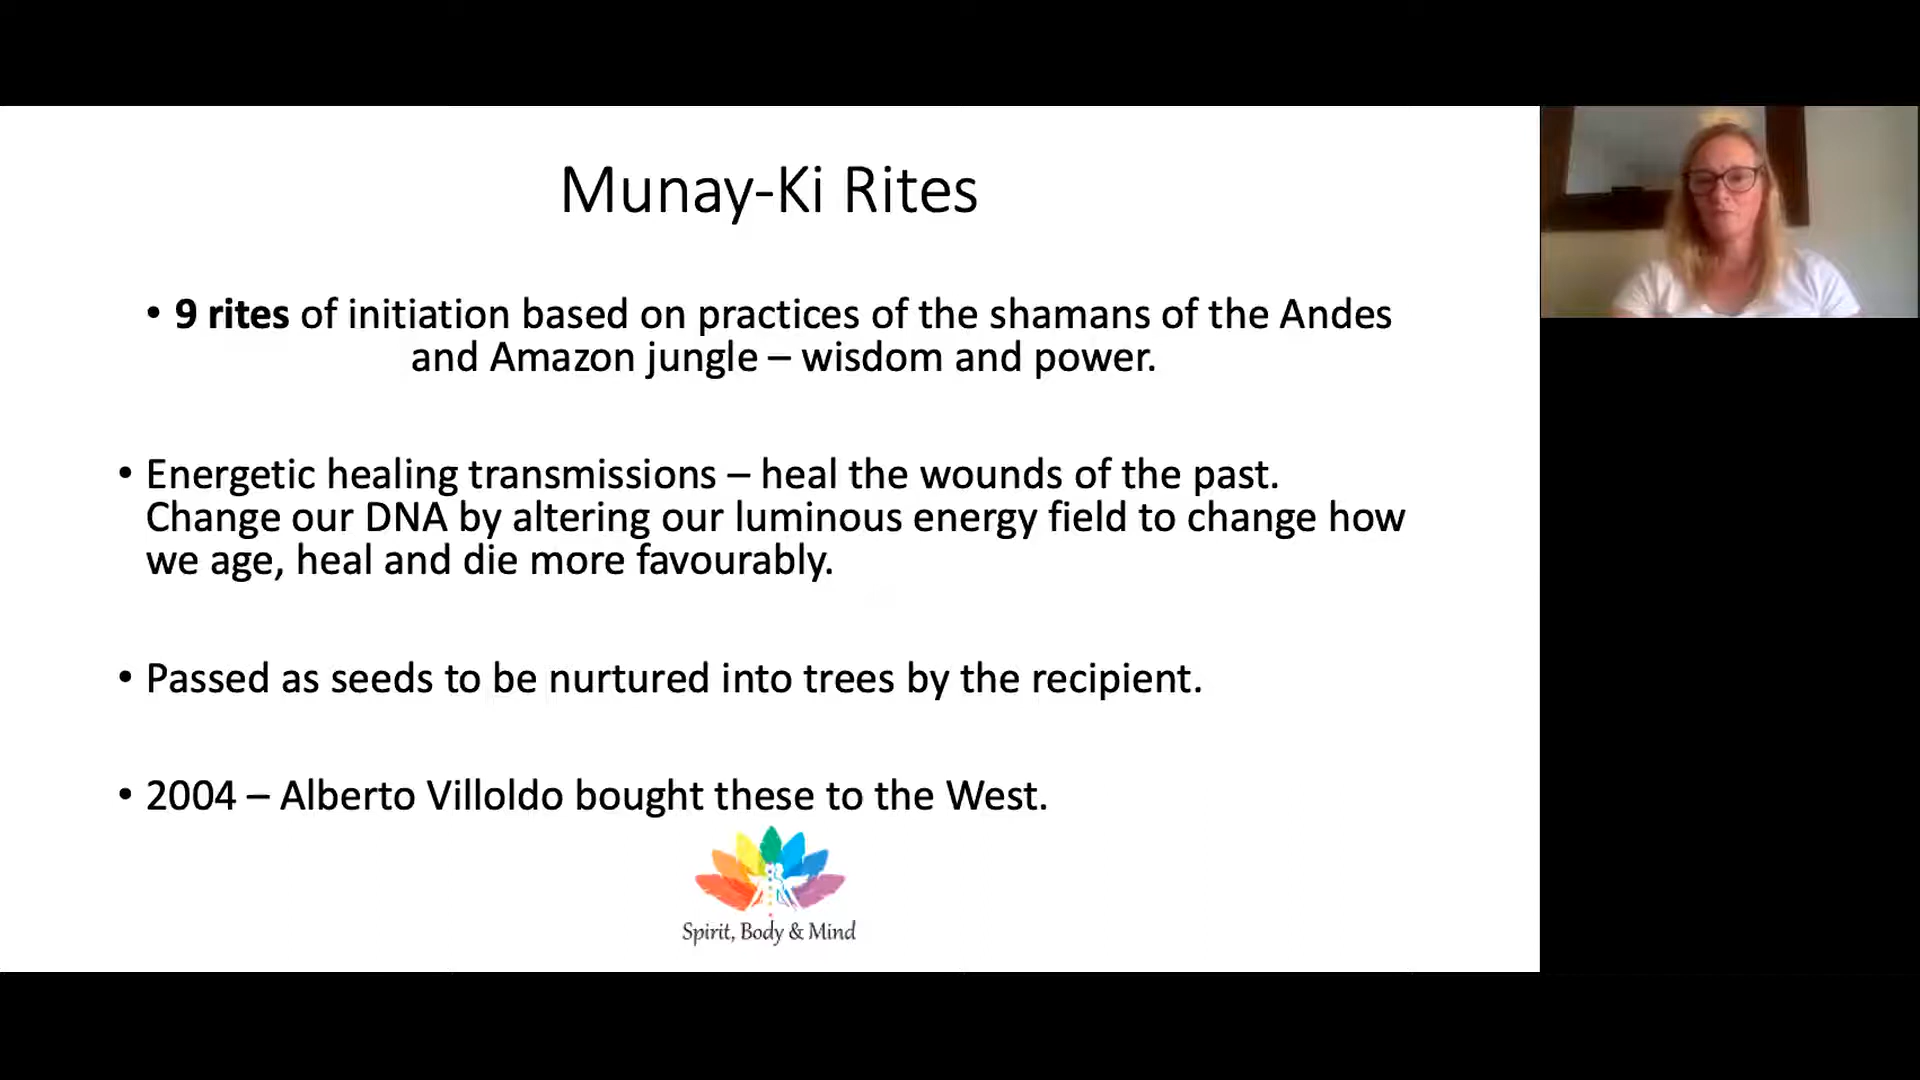 Munay-Ki Rites
• 9 rites of initiation based on practices of the shamans of the Andes
and Amazon jungle – wisdom and power.
• Energetic healing transmissions – heal the wounds of the past.
Change our DNA by altering our luminous energy field to change how
we age, heal and die more favourably.
• Passed as seeds to be nurtured into trees by the recipient.
• 2004 – Alberto Villoldo bought these to the West.
Spirit, Body & Mind